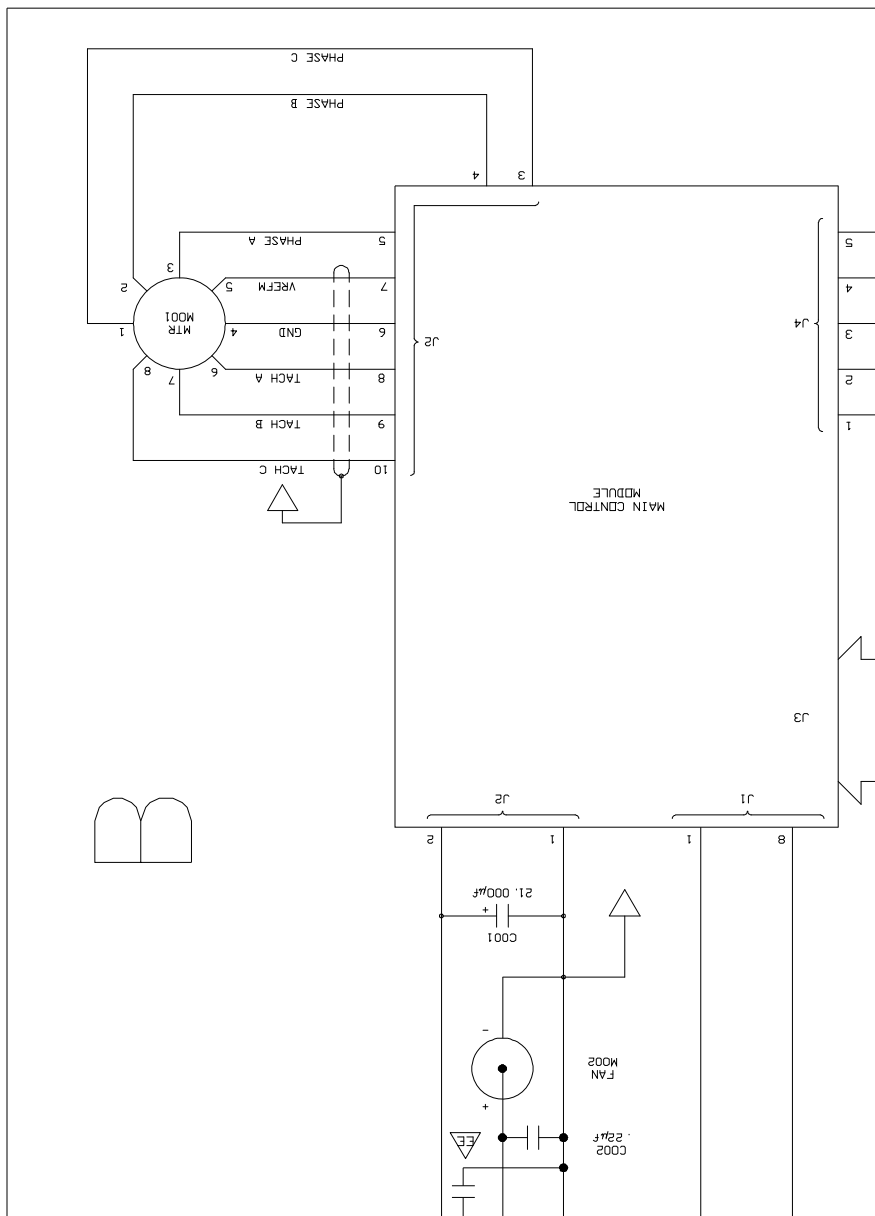 C002
.22µf
EE
+
FAN
M002
-
C001
+
21.000µf
8
1
1
2
J1
J2
B
J3
MAIN CONTROL
MODULE
J4
1
2
3
4
5
J2
10
TACH C
9
TACH B
8
TACH A
6
GND
7
VREFM
5
PHASE A
MTR
M001
8
7
6
1
4
2
5
3
3
4
PHASE B
PHASE C